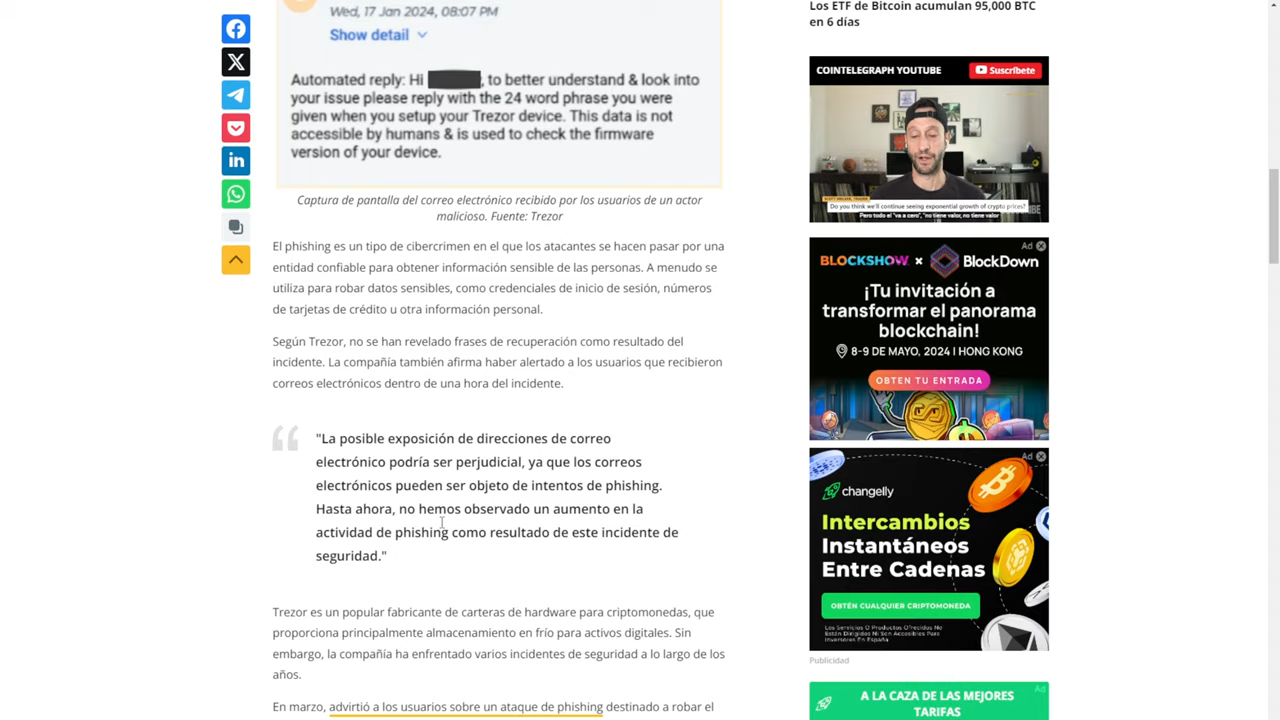 Wed, 17 Jan 2024, 08:07 PM
Show detail
nated reply: Hi , to better understand & look into
your issue please reply with the 24 word phrase you were
given when you setup your Trezor device. This data is not
accessible by humans & is used to check the firmware
version of your device.
Captura de pantalla del correo electrónico recibido por los usuarios de un actor
malicioso. Fuente: Trezor
El phishing es un tipo de cibercrimen en el que los atacantes se hacen pasar por una
entidad confiable para obtener información sensible de las personas. A menudo se
utiliza para robar datos sensibles, como credenciales de inicio de sesión, números
de tarjetas de crédito u otra información personal.
Según Trezor, no se han revelado frases de recuperación como resultado del
incidente. La compañía también afirma haber alertado a los usuarios que recibieron
correos electrónicos dentro de una hora del incidente.
"La posible exposición de direcciones de correo
electrónico podría ser perjudicial, ya que los correos
electrónicos pueden ser objeto de intentos de phishing.
Hasta ahora, no hemos observado un aumento en la
actividad de phishing como resultado de este incidente de
seguridad."
Trezor es un popular fabricante de carteras de hardware para criptomonedas, que
proporciona principalmente almacenamiento en frío para activos digitales. Sin
embargo, la compañía ha enfrentado varios incidentes de seguridad a lo largo de los
años.
En marzo, advirtió a los usuarios sobre un ataque de phishing destinado a robar el
Los ETF de Bitcoin acumulan 95,000 BTC
en 6 días
COINTELEGRAPH YOUTUBE
Suscríbete
Do you think we'll continue seeing exponential growth of crypto prices?
Pero todo el "va a cero", "no tiene valor, no tiene valor
Ad
BLOCKSHOW × BlockDown
¡Tu invitación a
transformar el panorama
blockchain!
8-9 DE MAYO, 2024 I HONG KONG
OBTEN TU ENTRADA
Ad
changelly
Intercambios
Instantáneos
Entre Cadenas
OBTÉN CUALQUIER CRIPTOMONEDA
Los Servicios O Productos Ofrecidos No
Están Dirigidos Ni Son Accesibles Para
Inversores En España
Publicidad
Ad
A LA CAZA DE LAS MEJORES
TARIFAS